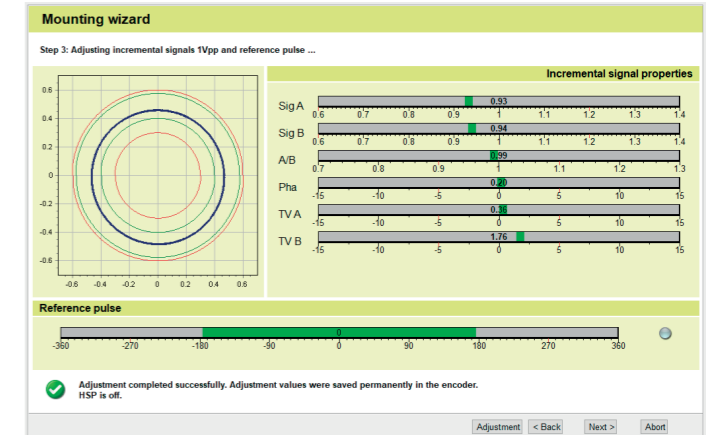 Mounting wizard
Step 3: Adjusting incremental signals 1Vpp and reference pulse ...
Incremental signal properties
0.6
0.4
0.2
0
-0.2
-0.4
-0.6
-0.6 -0.4 -0.2 0 0.2 0.4 0.6
Sig A 0.93
0.6 0.7 0.8 0.9 1 1.1 1.2 1.3 1.4
Sig B 0.94
0.6 0.7 0.8 0.9 1 1.1 1.2 1.3 1.4
A/B 0.99
0.7 0.8 0.9 1 1.1 1.2 1.3
Pha 0.20
-15 -10 -5 0 5 10 15
TV A 0.36
-15 -10 -5 0 5 10 15
TV B 1.76
-15 -10 -5 0 5 10 15
Reference pulse
0
-360 -270 -180 -90 0 90 180 270 360
Adjustment completed successfully. Adjustment values were saved permanently in the encoder.
HSP is off.
Adjustment < Back Next > Abort